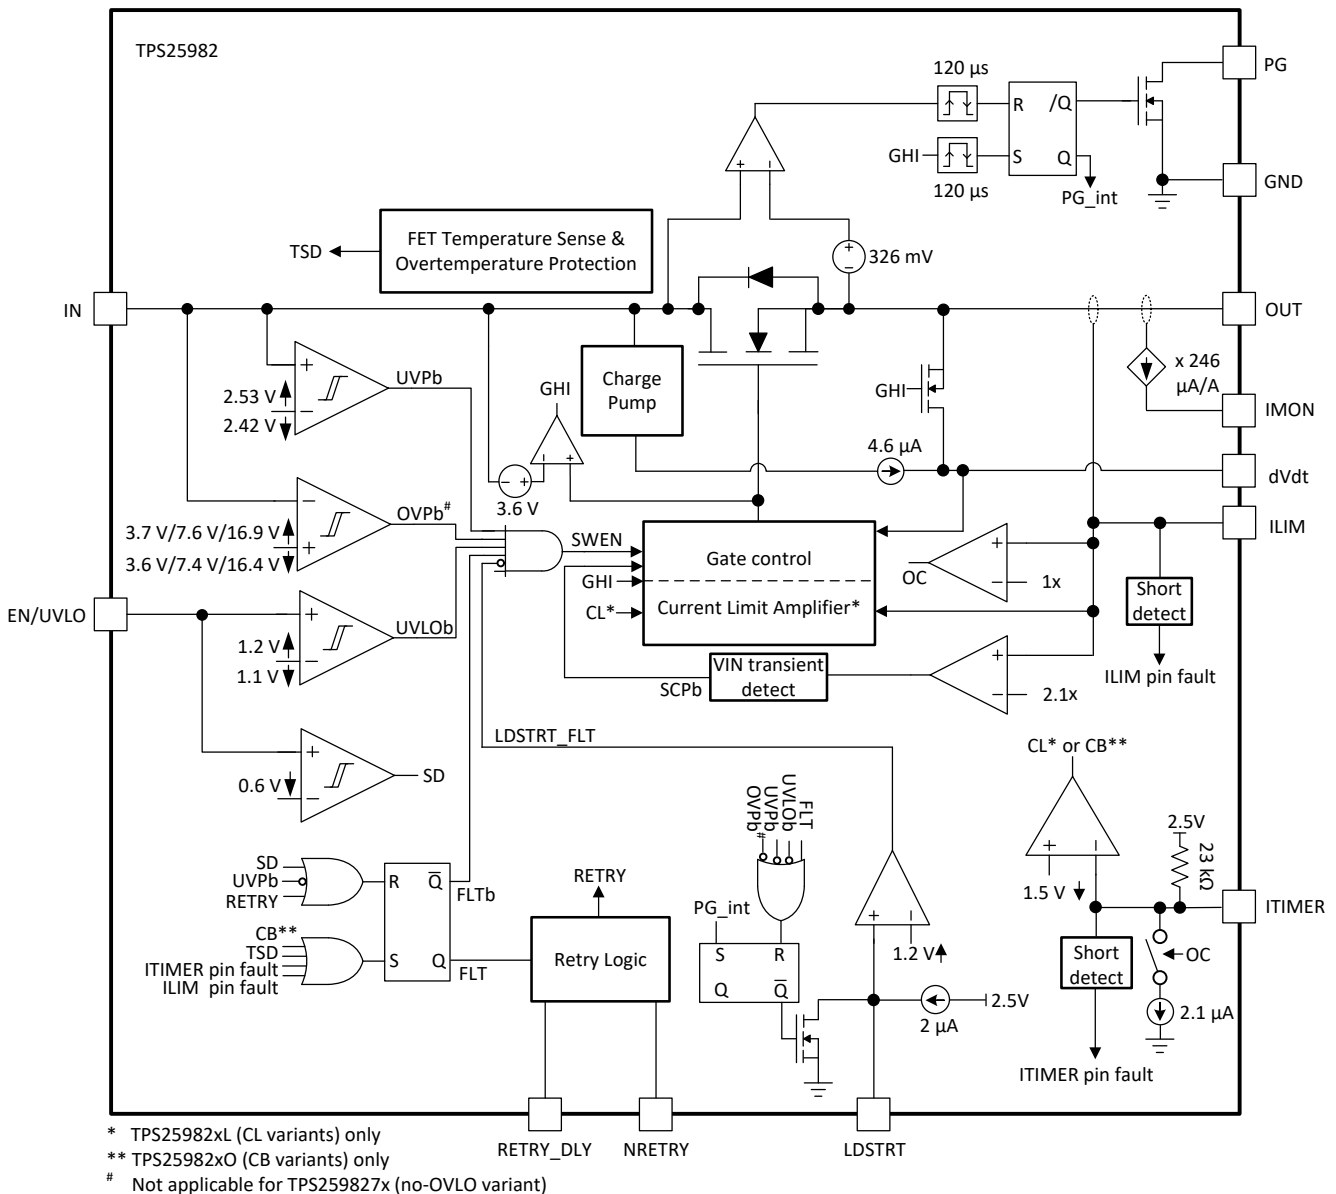 TPS25982
120 µs
PG
R
/Q
GHI
S
Q
120 µs
PG_int
GND
+
−
TSD
FET Temperature Sense &
Overtemperature Protection
+
−
326 mV
IN
OUT
+
−
UVPb
2.53 V
2.42 V
GHI
Charge
Pump
GHI
x 246
µA/A
IMON
4.6 µA
dVdt
−
+
− +
3.6 V
−
+
OVPb#
3.7 V/7.6 V/16.9 V
3.6 V/7.4 V/16.4 V
SWEN
GHI
CL*
Gate control
Current Limit Amplifier*
OC
+
−
1x
ILIM
Short
detect
ILIM pin fault
EN/UVLO
+
−
UVLOb
1.2 V
1.1 V
SCPb
VIN transient
detect
+
−
2.1x
LDSTRT_FLT
+
−
0.6 V
SD
CL* or CB**
+
−
1.5 V
2.5V
23 kΩ
ITIMER
OVPb#
UVPb
UVLOb
FLT
SD
UVPb
RETRY
R
Q
FLTb
CB**
TSD
ITIMER pin fault
ILIM pin fault
S
Q
FLT
RETRY
Retry Logic
PG_int
S
R
Q
Q
+
−
1.2 V
2.5V
2 µA
Short
detect
OC
2.1 µA
ITIMER pin fault
RETRY_DLY
NRETRY
LDSTRT
* TPS25982xL (CL variants) only
** TPS25982xO (CB variants) only
# Not applicable for TPS259827x (no-OVLO variant)